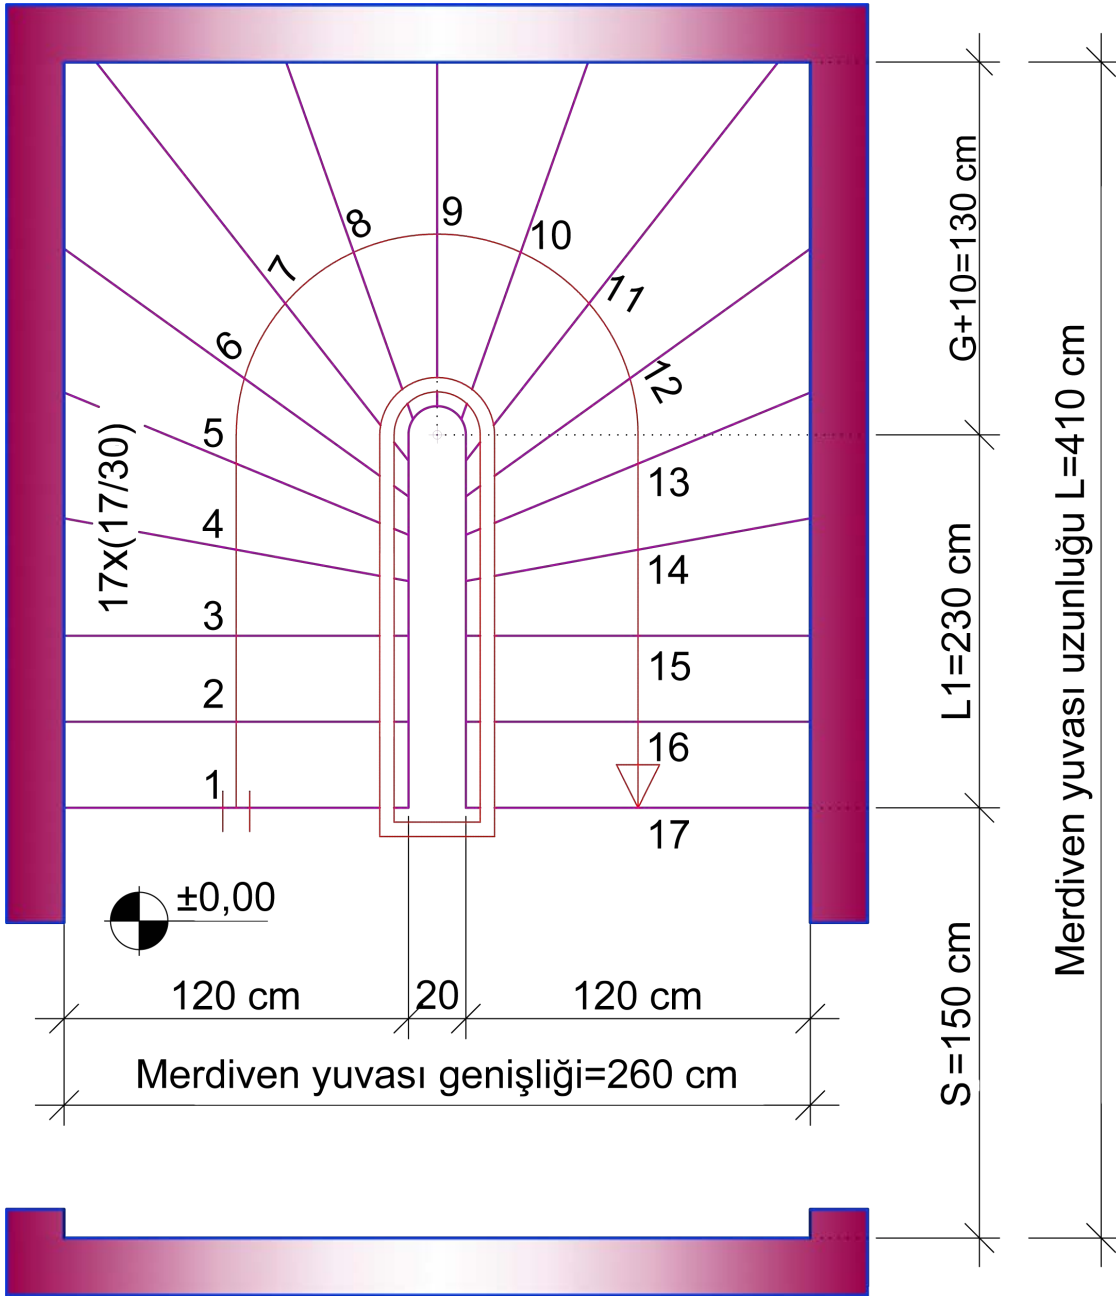 9
8
10
7
11
6
12
5
13
4
14
3
15
2
16
1
17
17x(17/30)
±0,00
120 cm
20
120 cm
Merdiven yuvası genişliği=260 cm
G+10=130 cm
L1=230 cm
S =150 cm
Merdiven yuvası uzunluğu L=410 cm